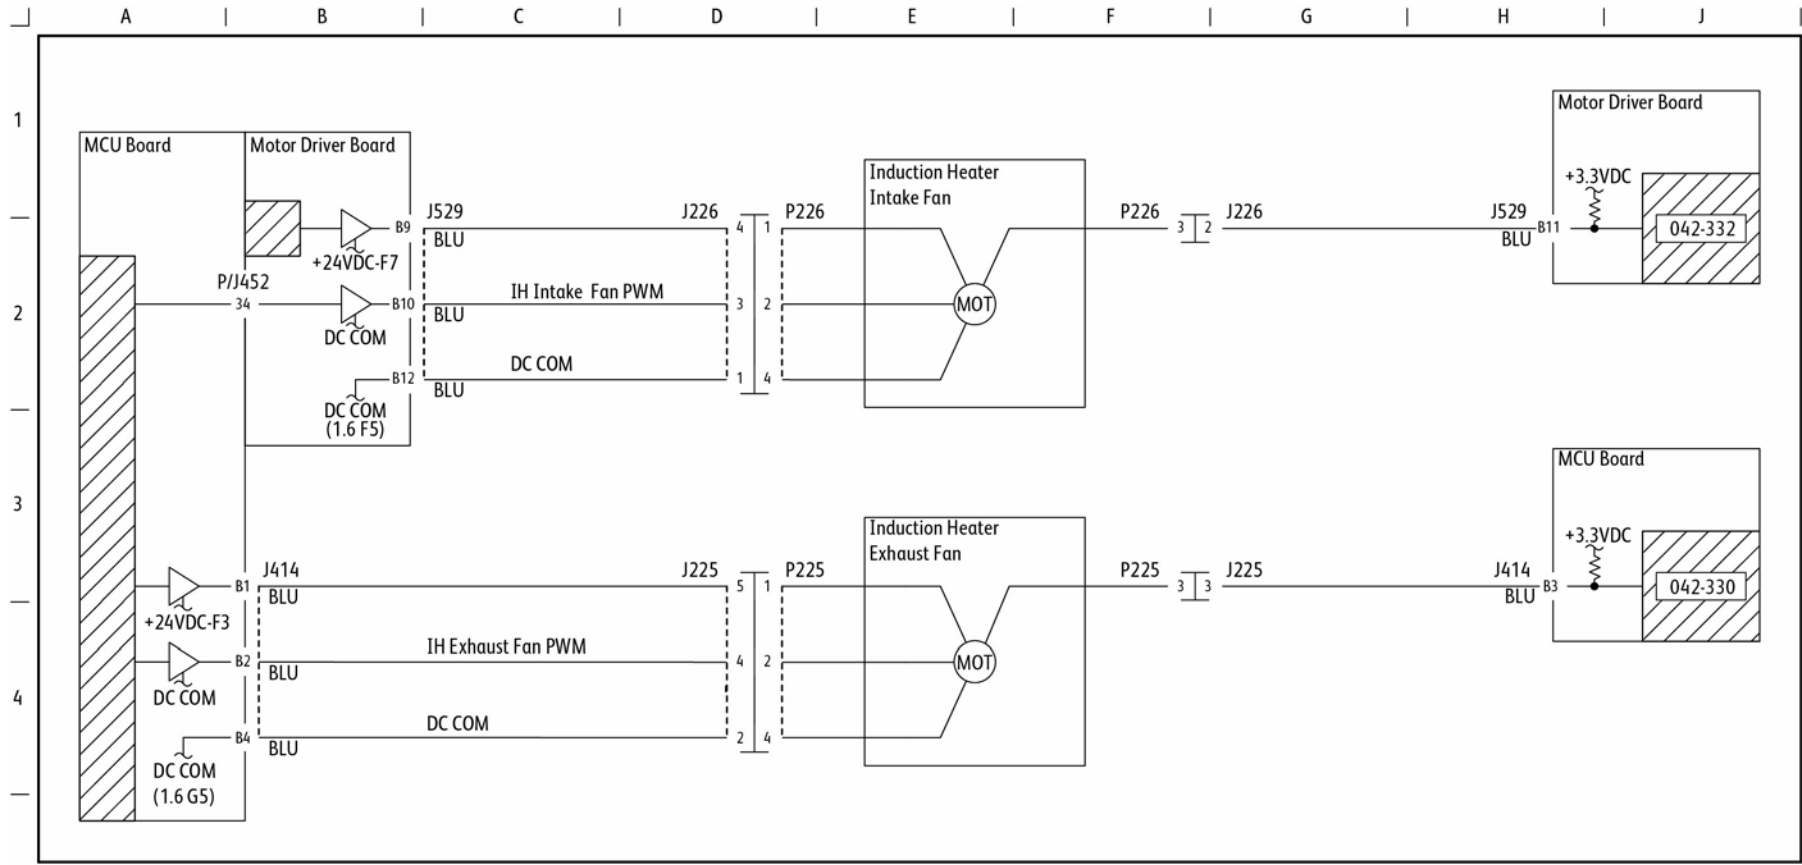 A B C D E F G H J
1
Motor Driver Board
MCU Board Motor Driver Board
Induction Heater
Intake Fan
+3.3VDC
J529 J226 P226 P226 J226 J529
B9 4 1 3 2 B11 042-332
BLU BLU
+24VDC-F7
P/J452
2
34 B10 IH Intake  Fan PWM 3 2 MOT
BLU
DC COM
DC COM
B12 1 4
BLU
DC COM
(1.6 F5)
MCU Board
3
Induction Heater
Exhaust Fan
+3.3VDC
J414 J225 P225 P225 J225 J414
B1 5 1 3 3 B3 042-330
BLU BLU
+24VDC-F3
IH Exhaust Fan PWM
B2 4 2 MOT
BLU
4
DC COM
DC COM
B4 2 4
BLU
DC COM
(1.6 G5)